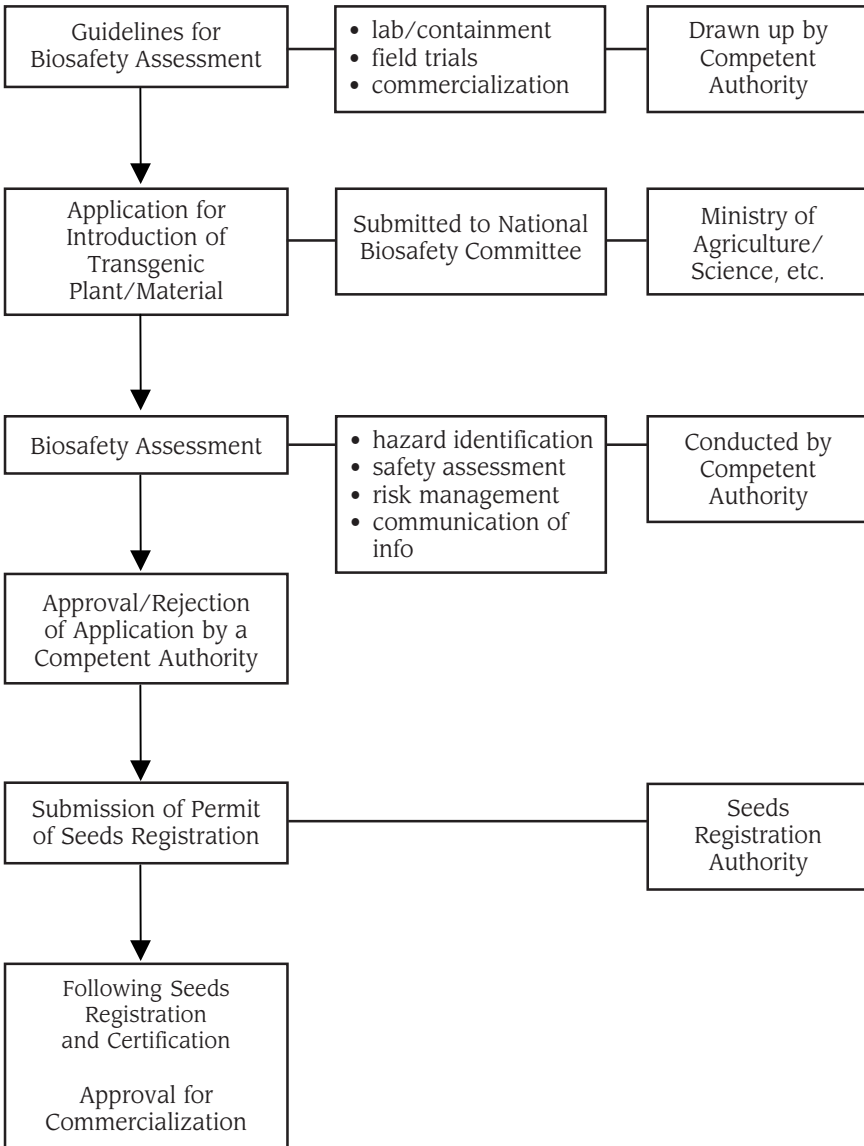 Guidelines for
Biosafety Assessment
• lab/containment
• field trials
• commercialization
Drawn up by
Competent
Authority
Application for
Introduction of
Transgenic
Plant/Material
Submitted to National
Biosafety Committee
Ministry of
Agriculture/
Science, etc.
Biosafety Assessment
• hazard identification
• safety assessment
• risk management
• communication of
info
Conducted by
Competent
Authority
Approval/Rejection
of Application by a
Competent Authority
Submission of Permit
of Seeds Registration
Seeds
Registration
Authority
Following Seeds
Registration
and Certification
Approval for
Commercialization